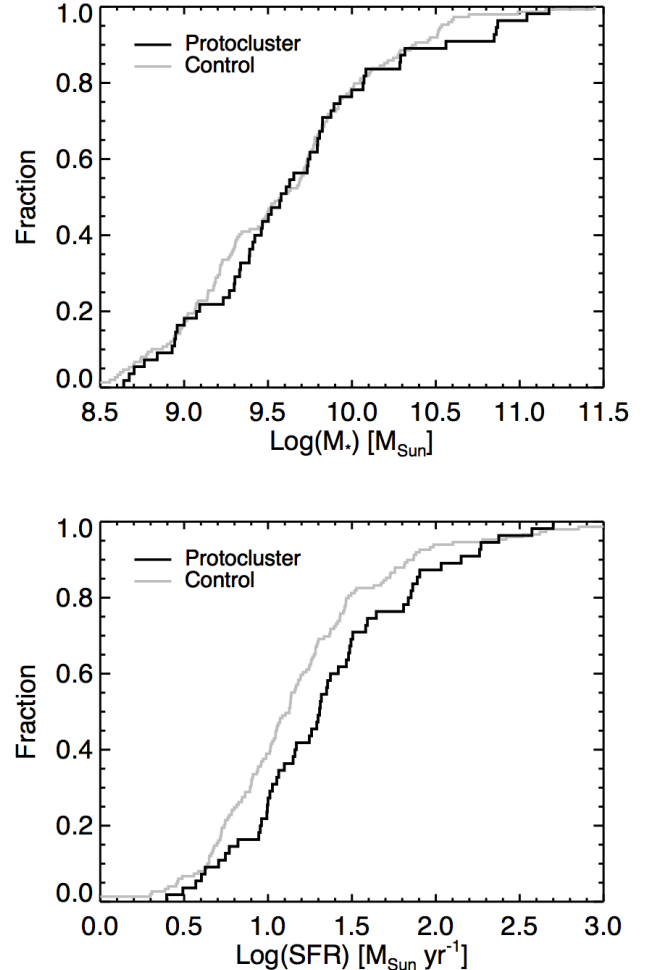 1.0
Protocluster
Control
0.8
0.6
Fraction
0.4
0.2
0.0
8.5 9.0 9.5 10.0 10.5 11.0 11.5
Log(M*) [MSun]
1.0
Protocluster
Control
0.8
0.6
Fraction
0.4
0.2
0.0
0.0 0.5 1.0 1.5 2.0 2.5 3.0
Log(SFR) [MSun yr-1]